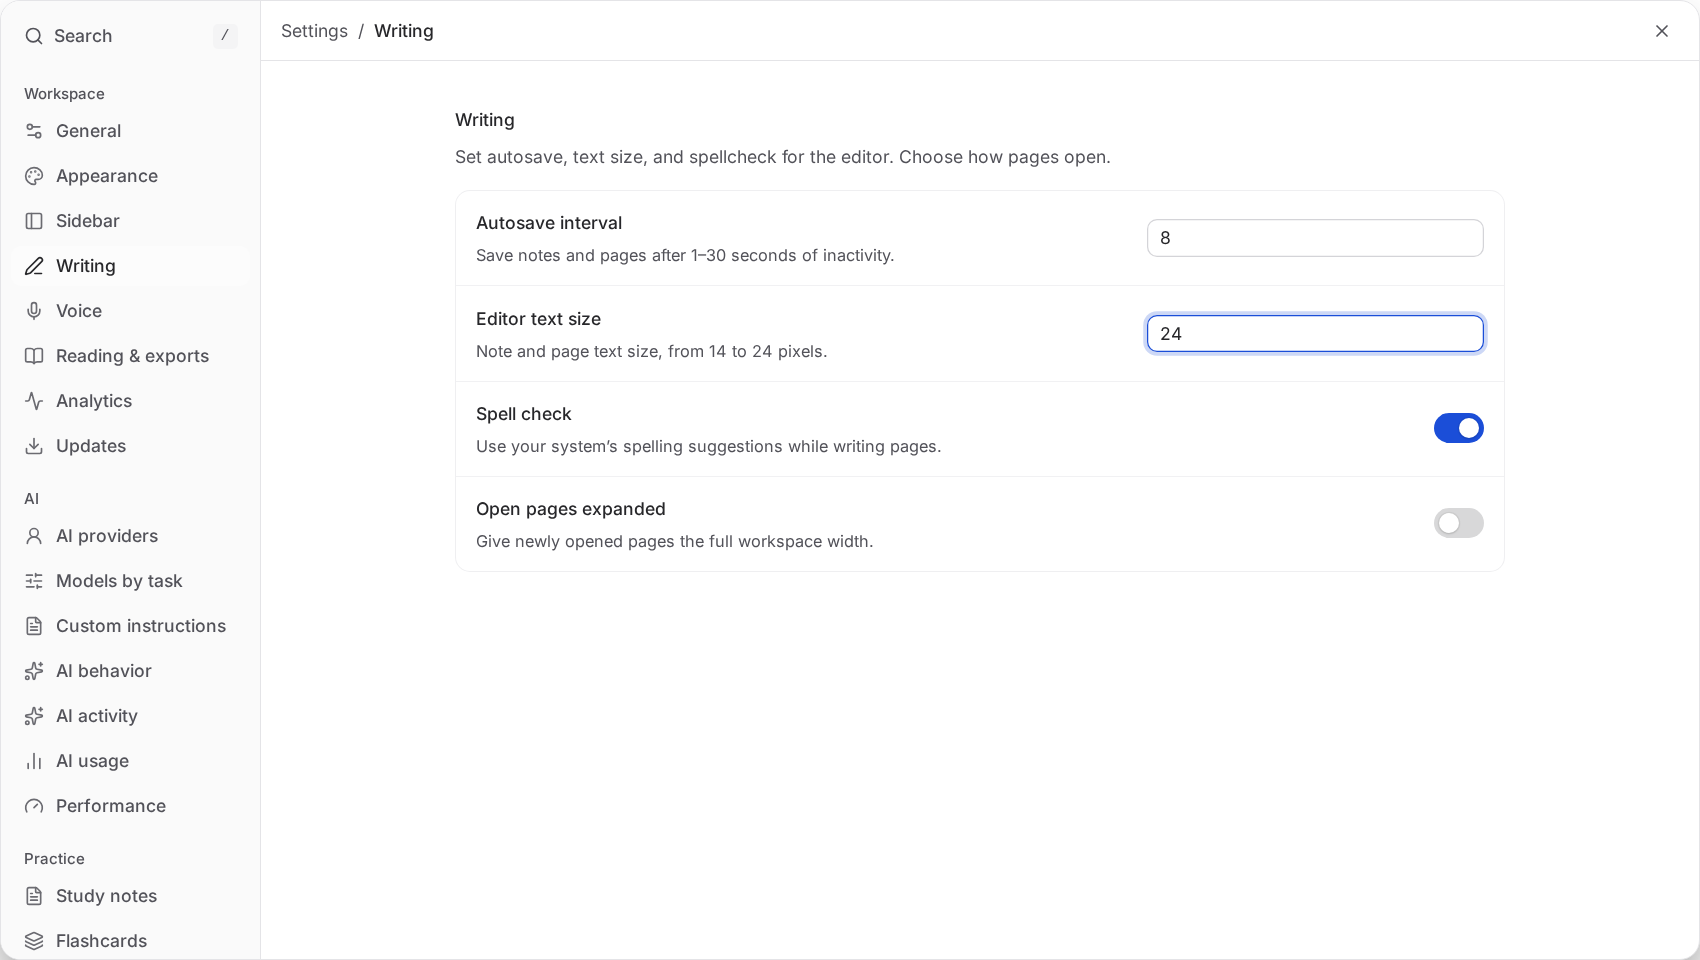 Search /
Settings / Writing
Workspace
General
Appearance
Sidebar
Writing
Voice
Reading & exports
Analytics
Updates
AI
AI providers
Models by task
Custom instructions
AI behavior
AI activity
AI usage
Performance
Practice
Study notes
Flashcards
Writing
Set autosave, text size, and spellcheck for the editor. Choose how pages open.
Autosave interval
Save notes and pages after 1–30 seconds of inactivity.
8
Editor text size
Note and page text size, from 14 to 24 pixels.
24
Spell check
Use your system’s spelling suggestions while writing pages.
Open pages expanded
Give newly opened pages the full workspace width.